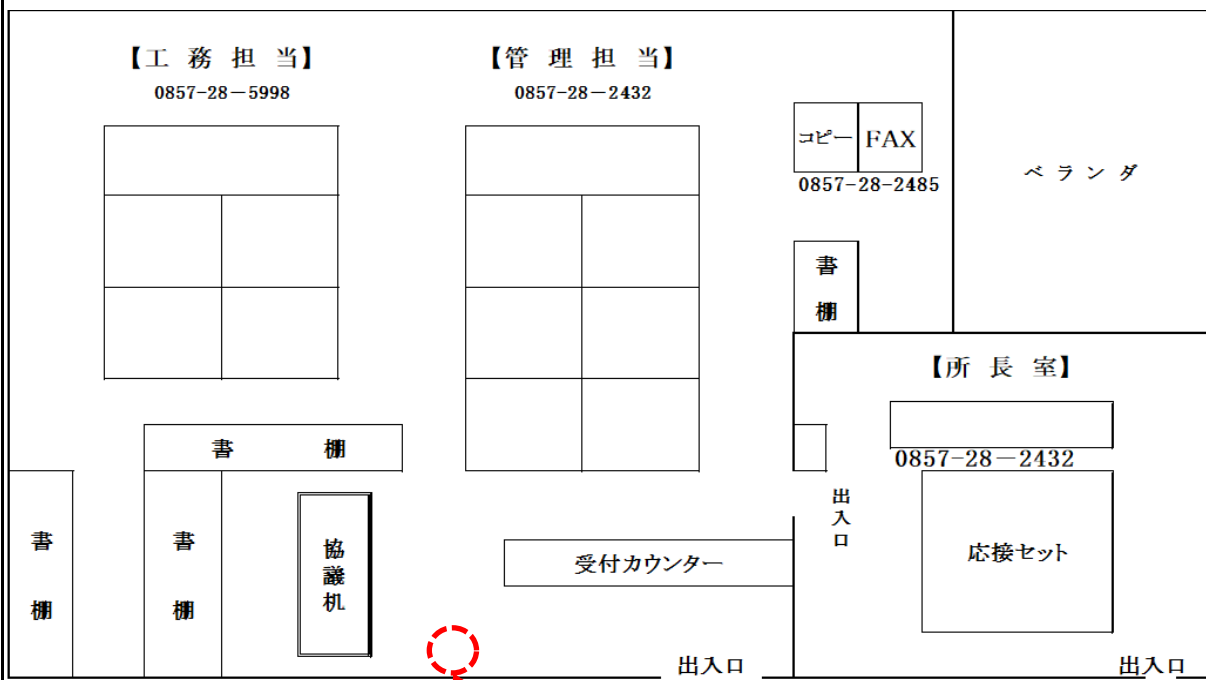 【工 務 担 当】
0857-28－5998
【管 理 担 当】
0857-28－2432
コピー
FAX
0857-28-2485
ベ ラ ン ダ
書棚
【所 長 室】
0857-28－2432
書 棚
書棚
書棚
協議机
受付カウンター
出入口
応接セット
出入口
出入口